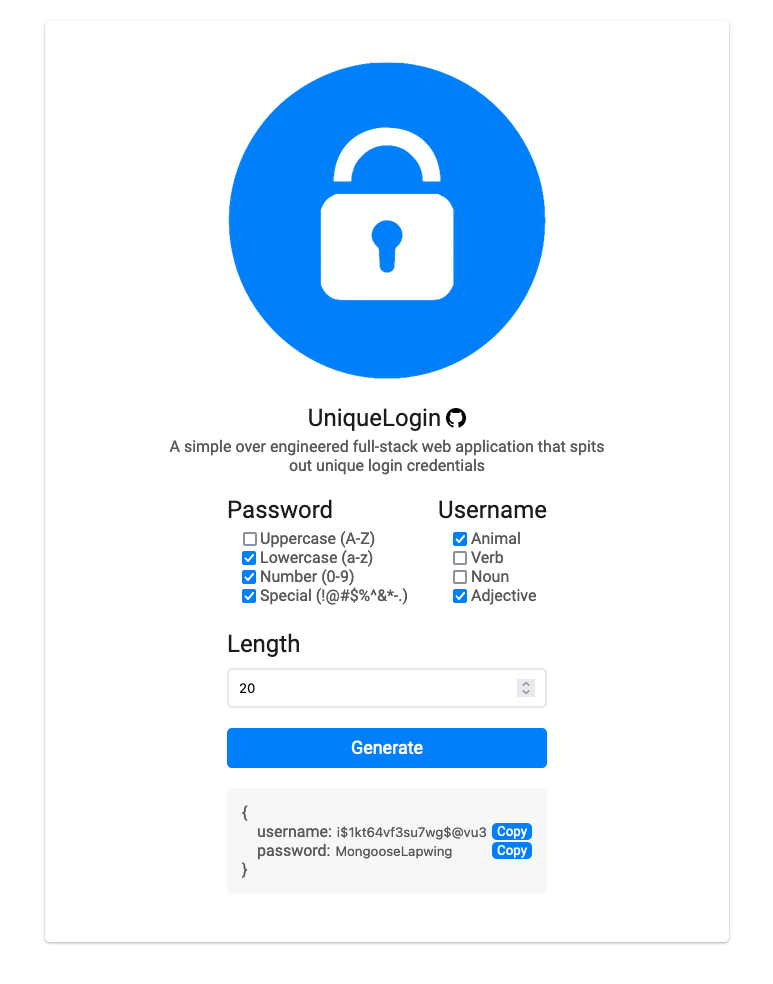 UniqueLogin
A simple over engineered full-stack web application that spits
out unique login credentials
Password
Uppercase (A-Z)
Lowercase (a-z)
Number (0-9)
Special (!@#$%^&*-.)
Username
Animal
Verb
Noun
Adjective
Length
20
Generate
{
username: i$1kt64vf3su7wg$@vu3 Copy
password: MongooseLapwing Copy
}